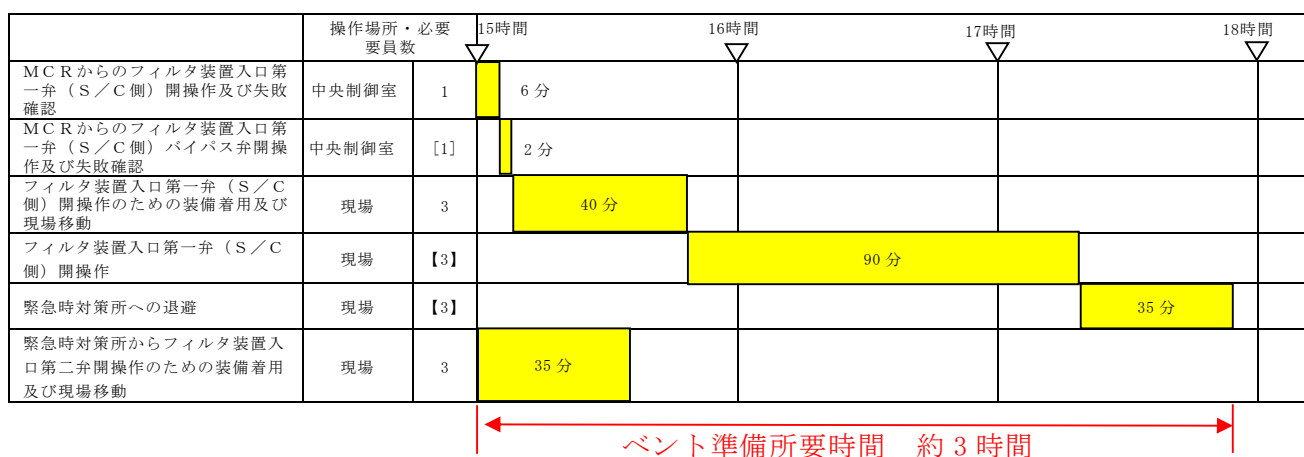 操作場所・必要
要員数
15時間
16時間
17時間
18時間
ＭＣＲからのフィルタ装置入口第
一弁（Ｓ／Ｃ側）開操作及び失敗
確認
中央制御室
1
6 分
ＭＣＲからのフィルタ装置入口第
一弁（Ｓ／Ｃ側）バイパス弁開操
作及び失敗確認
中央制御室
[1]
2 分
フィルタ装置入口第一弁（Ｓ／Ｃ
側）開操作のための装備着用及び
現場移動
現場
3
40 分
フィルタ装置入口第一弁（Ｓ／Ｃ
側）開操作
現場
【3】
90 分
緊急時対策所への退避
現場
【3】
35 分
緊急時対策所からフィルタ装置入
口第二弁開操作のための装備着用
及び現場移動
現場
3
35 分
ベント準備所要時間　約 3 時間